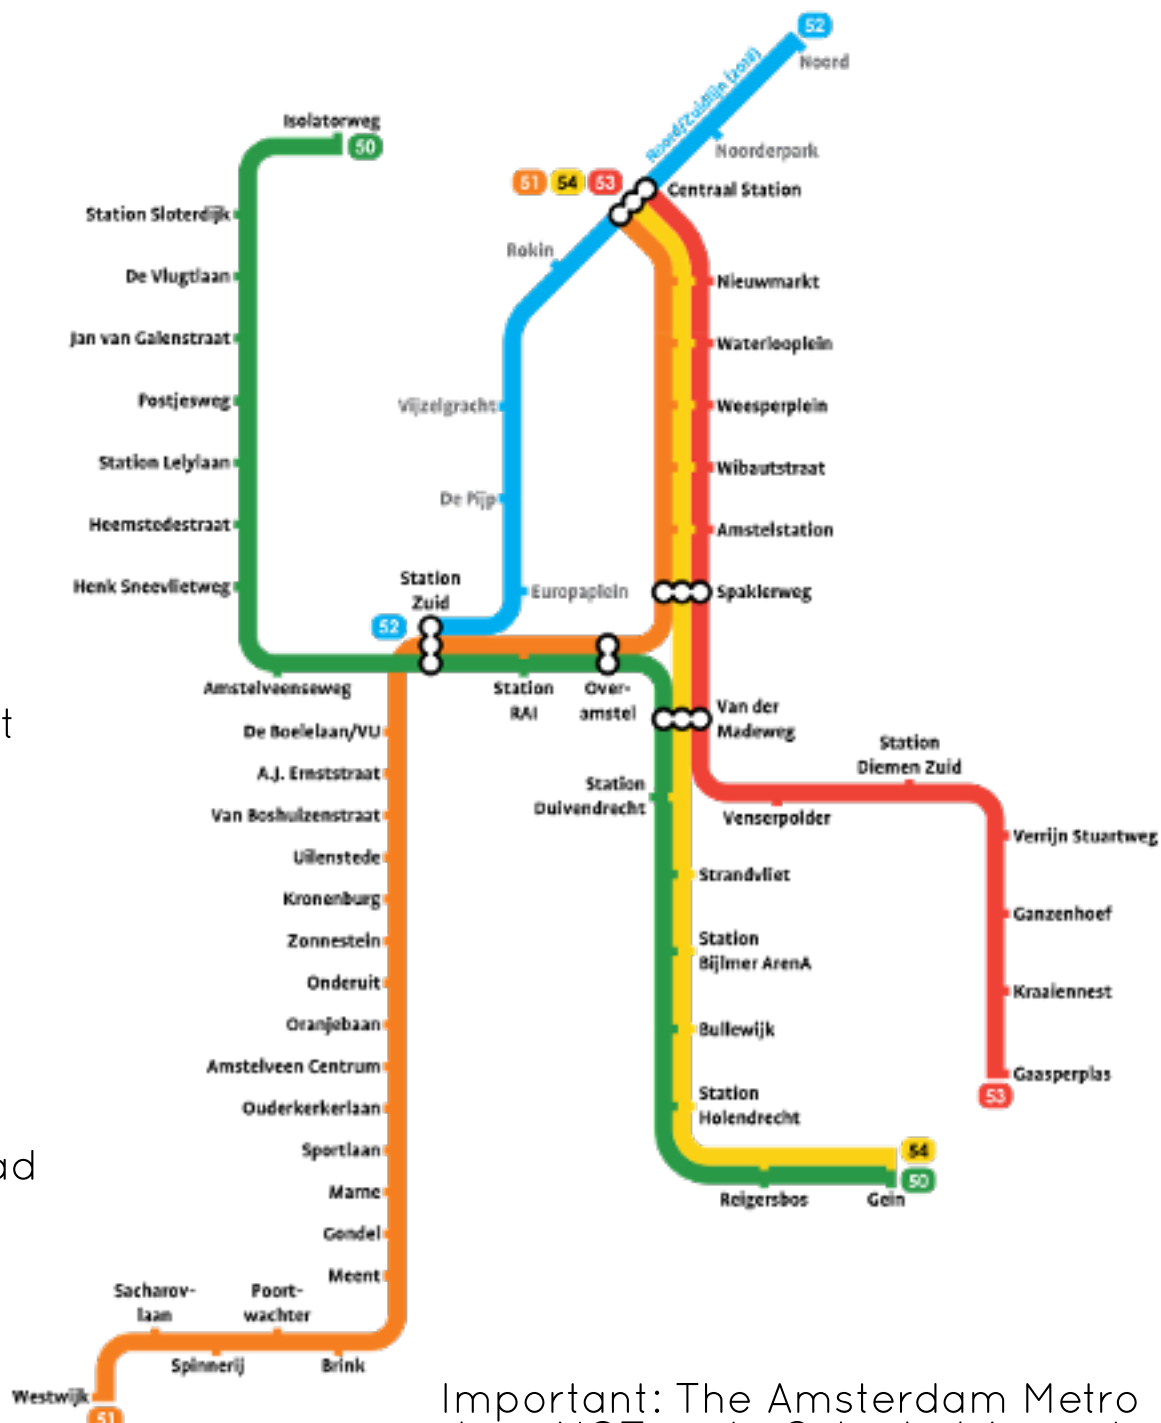 52
Noord
Noord/Zuidlijn (2018)
Noorderpark
Isolatorweg
50
51 54 53
Centraal Station
Station Sloterdijk
Rokin
De Vlugtlaan
Nieuwmarkt
Jan van Galenstraat
Waterlooplein
Postjesweg
Vijzelgracht
Weesperplein
Station Lelylaan
Wibautstraat
De Pijp
Heemstedestraat
Amstelstation
Henk Sneevlietweg
Station
Zuid
Europaplein
Spaklerweg
52
Amstelveenseweg
Station
RAI
Over-
amstel
Van der
Madeweg
t
De Boelelaan/VU
Station
Diemen Zuid
A.J. Ernststraat
Station
Duivendrecht
Van Boshuizenstraat
Venserpolder
Verrijn Stuartweg
Uilenstede
Strandvliet
Kronenburg
Ganzenhoef
Zonnestein
Station
Bijlmer ArenA
Onderuit
Kraaiennest
Oranjebaan
Bullewijk
Amstelveen Centrum
Gaasperplas
53
Ouderkerkerlaan
Station
Holendrecht
Sportlaan
54
ad
50
Marne
Reigersbos
Gein
Gondel
Meent
Sacharov-
laan
Poort-
wachter
Spinnerij
Brink
Westwijk
51
Important: The Amsterdam Metro